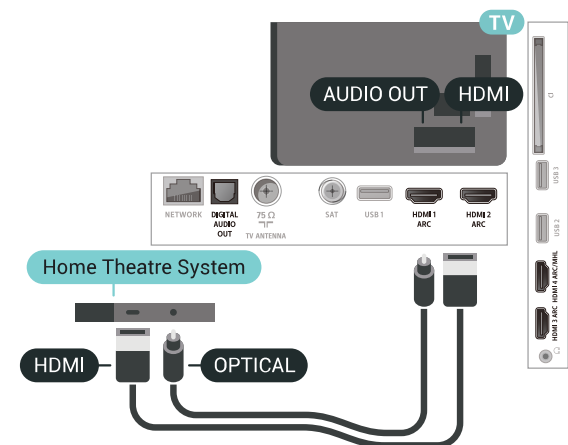 TV
AUDIO OUT
HDMI
CI
USB 3
USB 2
HDMI 4 ARC/MHL
HDMI 3 ARC
NETWORK
DIGITAL
AUDIO
OUT
75 Ω
TV ANTENNA
SAT
USB 1
HDMI 1
ARC
HDMI 2
ARC
Home Theatre System
HDMI
OPTICAL